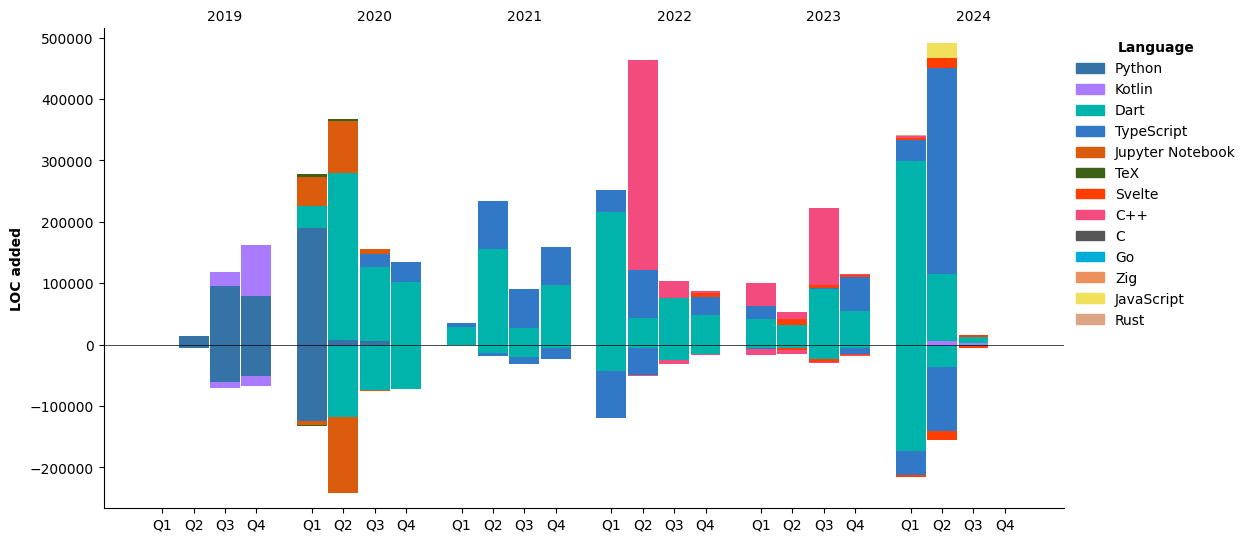 2019 2020 2021 2022 2023 2024
500000
400000
300000
200000
100000
0
−100000
−200000
LOC added
Q1 Q2 Q3 Q4 Q1 Q2 Q3 Q4 Q1 Q2 Q3 Q4 Q1 Q2 Q3 Q4 Q1 Q2 Q3 Q4 Q1 Q2 Q3 Q4
Language
Python
Kotlin
Dart
TypeScript
Jupyter Notebook
TeX
Svelte
C++
C
Go
Zig
JavaScript
Rust